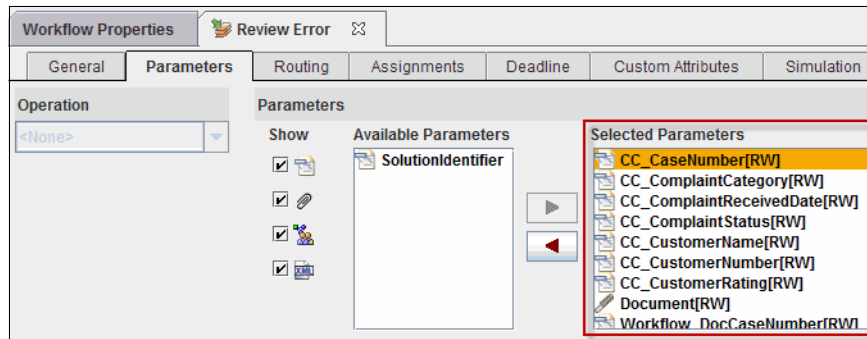 Workflow Properties
Review Error
General
Parameters
Routing
Assignments
Deadline
Custom Attributes
Simulation
Operation
<None>
Parameters
Show
Available Parameters
SolutionIdentifier
Selected Parameters
CC_CaseNumber[RW]
CC_ComplaintCategory[RW]
CC_ComplaintReceivedDate[RW]
CC_ComplaintStatus[RW]
CC_CustomerName[RW]
CC_CustomerNumber[RW]
CC_CustomerRating[RW]
Document[RW]
Workflow_DocCaseNumber[RW]
XML